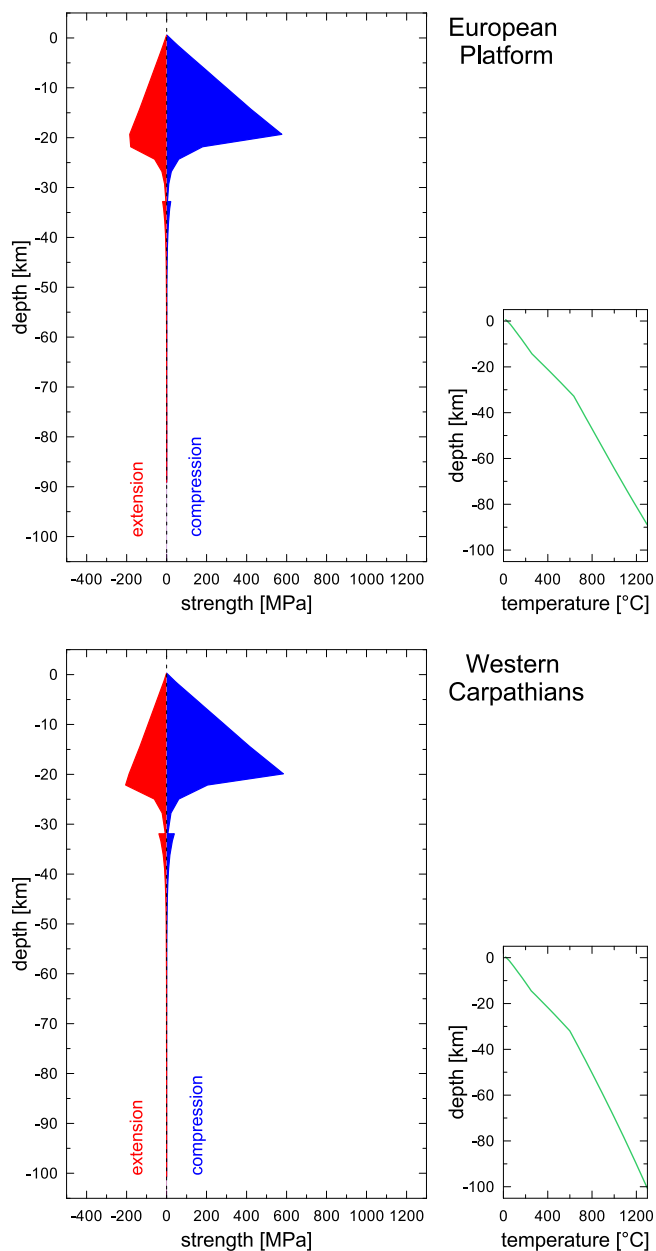 European
Platform
0
-10
-20
-30
-40
-50
-60
-70
-80
-90
-100
depth [km]
extension
compression
-400 -200 0 200 400 600 800 1000 1200
strength [MPa]
0
-20
-40
-60
-80
-100
depth [km]
0 400 800 1200
temperature [°C]
Western
Carpathians
0
-10
-20
-30
-40
-50
-60
-70
-80
-90
-100
depth [km]
extension
compression
-400 -200 0 200 400 600 800 1000 1200
strength [MPa]
0
-20
-40
-60
-80
-100
depth [km]
0 400 800 1200
temperature [°C]